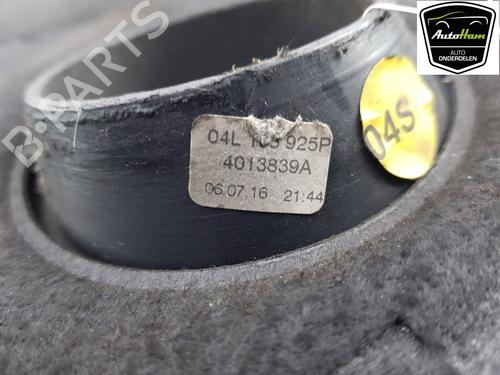 AutoHam
AUTO
ONDERDELEN
B-PARTS
04L 103 925P
4013839A
06.07.16 21:44
04S